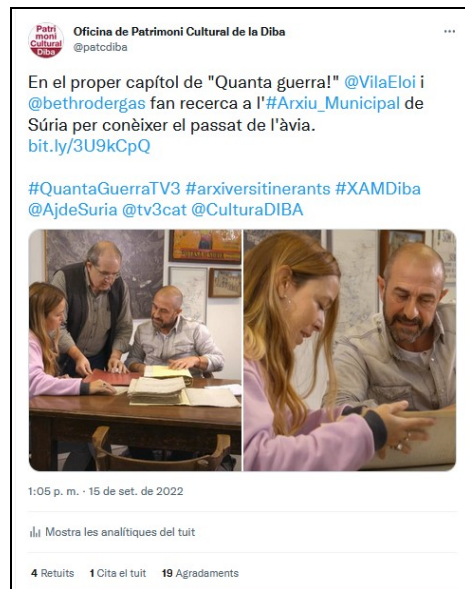 Patri
moni
Cultural
Diba
Oficina de Patrimoni Cultural de la Diba
@patcdiba
En el proper capítol de "Quanta guerra!" @VilaEloi i
@bethrodergas fan recerca a l'#Arxiu_Municipal de
Súria per conèixer el passat de l'àvia.
bit.ly/3U9kCpQ
#QuantaGuerraTV3 #arxiversitinerants #XAMDiba
@AjdeSuria @tv3cat @CulturaDIBA
1:05 p. m. · 15 de set. de 2022
Mostra les analítiques del tuit
4 Retuits 1 Cita el tuit 19 Agradaments